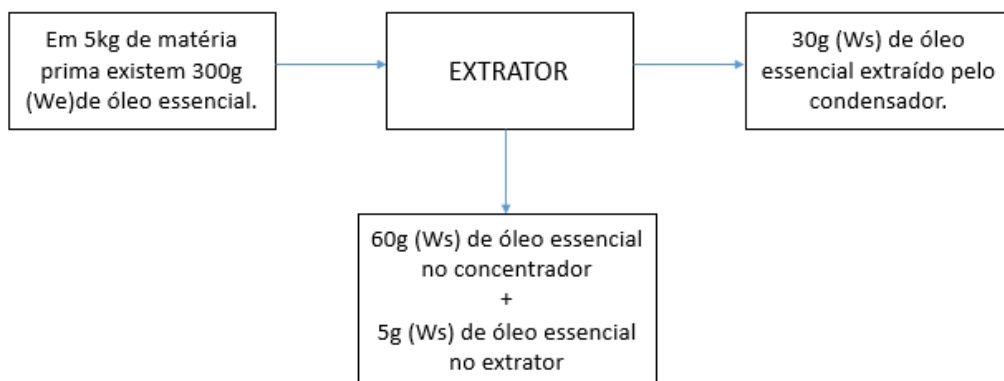 Em 5kg de matéria
prima existem 300g
(We)de óleo essencial.
EXTRATOR
30g (Ws) de óleo
essencial extraído pelo
condensador.
60g (Ws) de óleo essencial
no concentrador
+
5g (Ws) de óleo essencial
no extrator